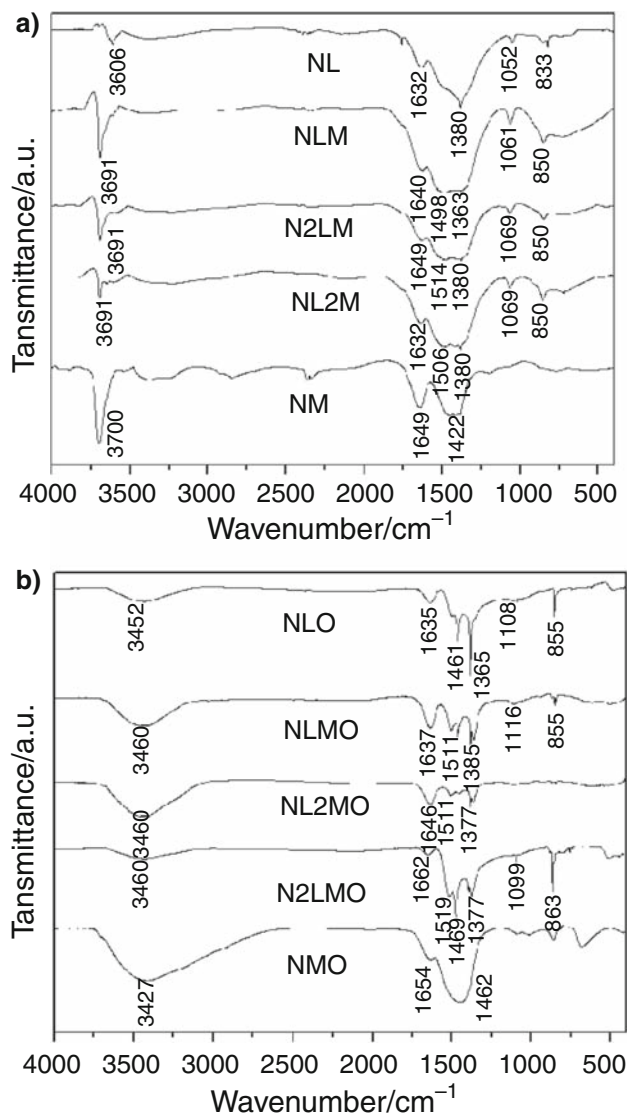 a)
NL
3606
1632
1380
1052
833
NLM
3691
1640
1498
1363
1061
850
N2LM
3691
1649
1514
1380
1069
850
NL2M
3691
1632
1506
1380
1069
850
NM
3700
1649
1422
Tansmittance/a.u.
4000 3500 3000 2500 2000 1500 1000 500
Wavenumber/cm⁻¹
b)
NLO
3452
1635
1461
1365
1108
855
NLMO
3460
1637
1511
1385
1116
855
NL2MO
3460
1646
1511
1377
N2LMO
3460
1662
1519
1469
1377
1099
863
NMO
3427
1654
1462
Tansmittance/a.u.
4000 3500 3000 2500 2000 1500 1000 500
Wavenumber/cm⁻¹